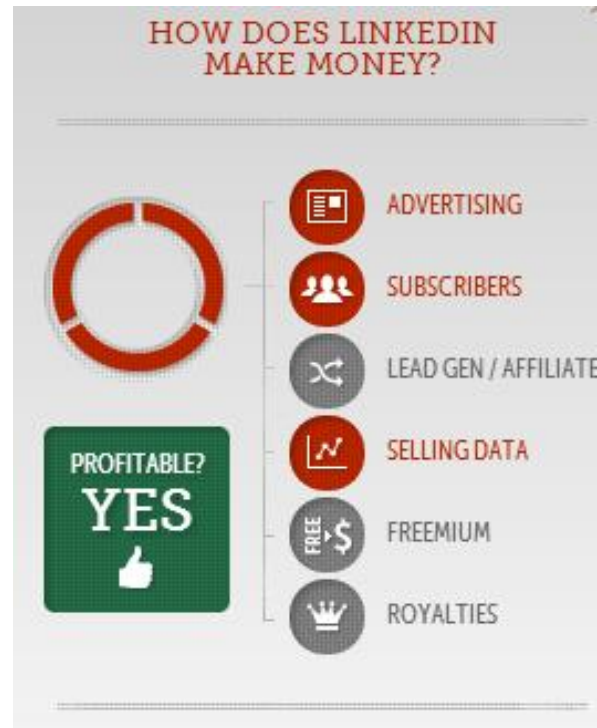 HOW DOES LINKEDIN
MAKE MONEY?
ADVERTISING
SUBSCRIBERS
LEAD GEN / AFFILIATE
SELLING DATA
PROFITABLE?
YES
FREE $
FREEMIUM
ROYALTIES